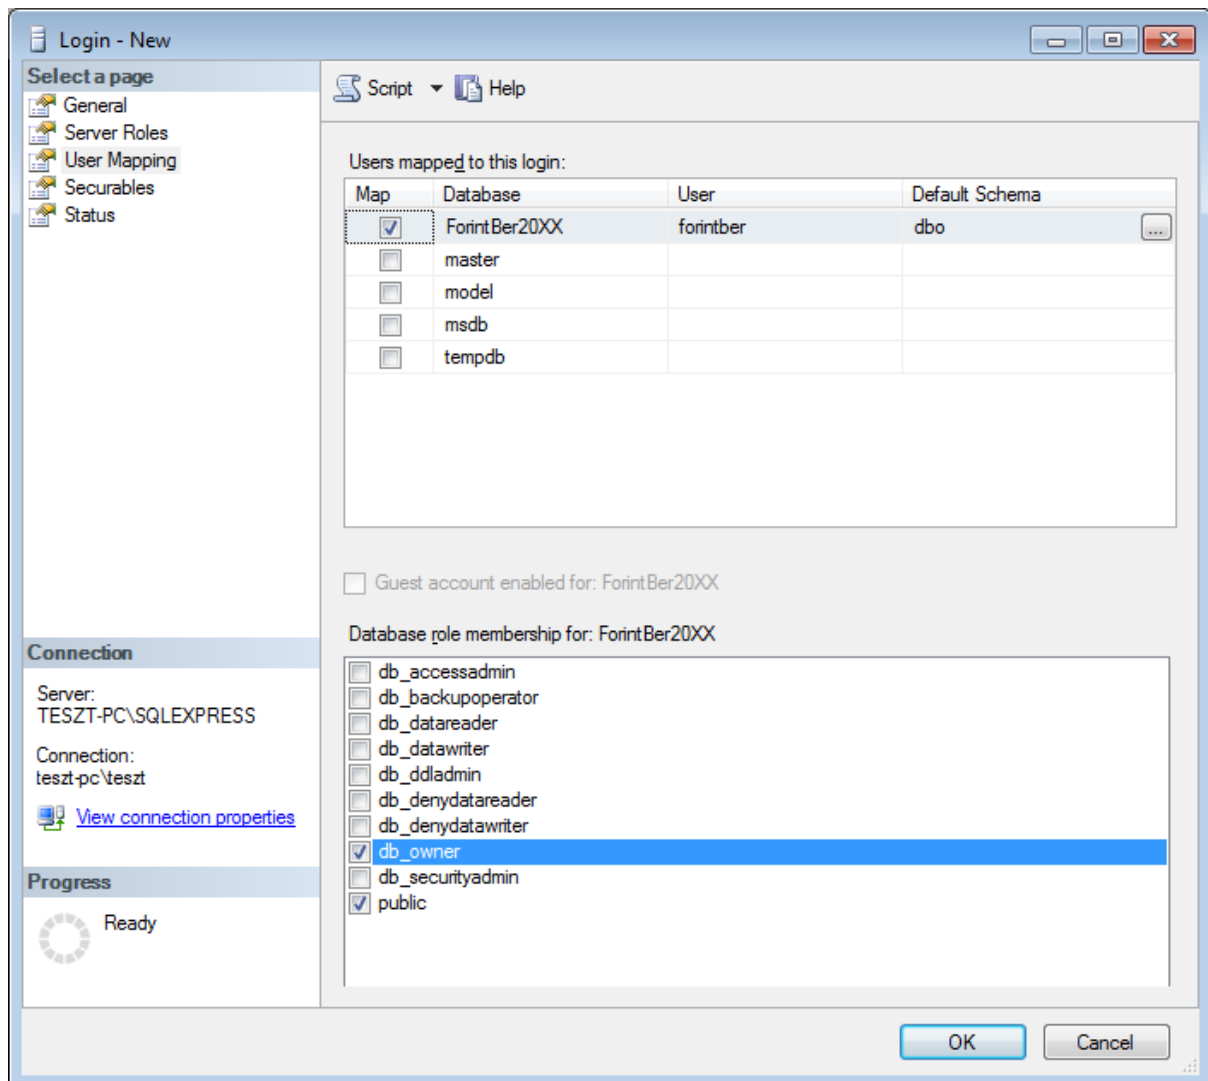 Login - New
Select a page
General
Server Roles
User Mapping
Securables
Status
Script Help
Users mapped to this login:
Map Database User Default Schema
ForintBer20XX forintber dbo ...
master
model
msdb
tempdb
Guest account enabled for: ForintBer20XX
Database role membership for: ForintBer20XX
db_accessadmin
db_backupoperator
db_datareader
db_datawriter
db_ddladmin
db_denydatareader
db_denydatawriter
db_owner
db_securityadmin
public
Connection
Server:
TESZT-PC\SQLEXPRESS
Connection:
teszt-pc\teszt
View connection properties
Progress
Ready
OK Cancel